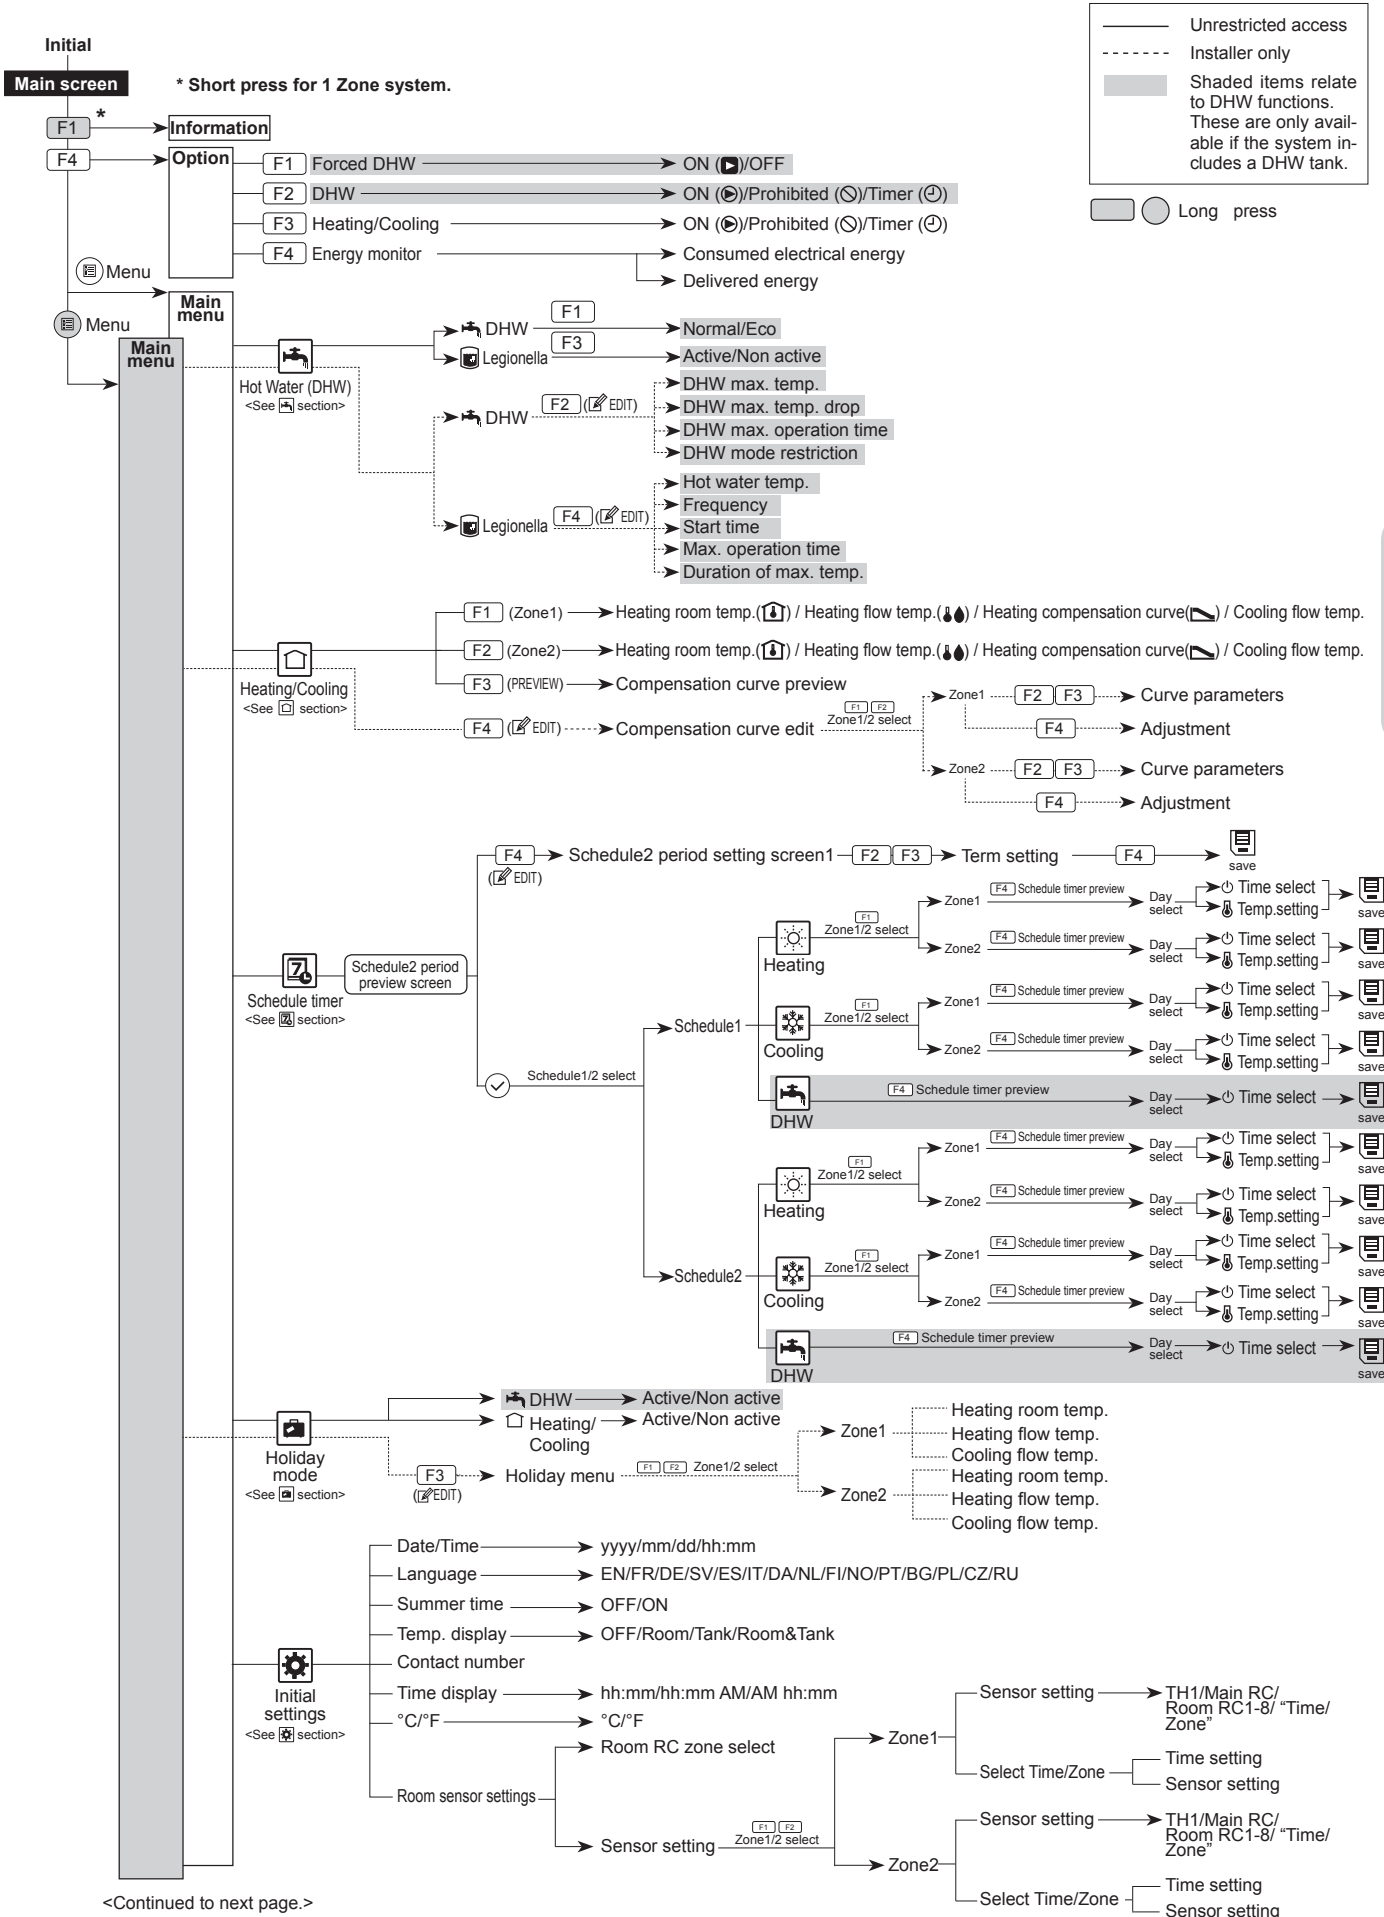 Initial
Main screen
* Short press for 1 Zone system.
Unrestricted access
Installer only
Shaded items relate
to DHW functions.
These are only avail-
able if the system in-
cludes a DHW tank.
Long press
F1 * Information
F4 Option
F1 Forced DHW ON (▶)/OFF
F2 DHW ON (▶)/Prohibited (🚫)/Timer (🕘)
F3 Heating/Cooling ON (▶)/Prohibited (🚫)/Timer (🕘)
F4 Energy monitor Consumed electrical energy
Delivered energy
Menu
Main
menu
Menu
Main
menu
Hot Water (DHW)
<See section>
DHW F1 Normal/Eco
Legionella F3 Active/Non active
DHW F2 (EDIT)
DHW max. temp.
DHW max. temp. drop
DHW max. operation time
DHW mode restriction
Legionella F4 (EDIT)
Hot water temp.
Frequency
Start time
Max. operation time
Duration of max. temp.
Heating/Cooling
<See section>
F1 (Zone1) Heating room temp.() / Heating flow temp.() / Heating compensation curve() / Cooling flow temp.
F2 (Zone2) Heating room temp.() / Heating flow temp.() / Heating compensation curve() / Cooling flow temp.
F3 (PREVIEW) Compensation curve preview
F4 (EDIT) Compensation curve edit
F1 F2
Zone1/2 select
Zone1 F2 F3 Curve parameters
F4 Adjustment
Zone2 F2 F3 Curve parameters
F4 Adjustment
Schedule timer
<See section>
Schedule2 period
preview screen
F4 Schedule2 period setting screen1 F2 F3 Term setting F4 save
(EDIT)
Schedule1/2 select
Schedule1
Heating
F1
Zone1/2 select
Zone1 F4 Schedule timer preview Day select Time select
Temp.setting save
Zone2 F4 Schedule timer preview Day select Time select
Temp.setting save
Cooling
F1
Zone1/2 select
Zone1 F4 Schedule timer preview Day select Time select
Temp.setting save
Zone2 F4 Schedule timer preview Day select Time select
Temp.setting save
DHW
F4 Schedule timer preview Day select Time select save
Schedule2
Heating
F1
Zone1/2 select
Zone1 F4 Schedule timer preview Day select Time select
Temp.setting save
Zone2 F4 Schedule timer preview Day select Time select
Temp.setting save
Cooling
F1
Zone1/2 select
Zone1 F4 Schedule timer preview Day select Time select
Temp.setting save
Zone2 F4 Schedule timer preview Day select Time select
Temp.setting save
DHW
F4 Schedule timer preview Day select Time select save
Holiday
mode
<See section>
DHW Active/Non active
Heating/
Cooling Active/Non active
F3
(EDIT)
Holiday menu F1 F2 Zone1/2 select
Zone1
Heating room temp.
Heating flow temp.
Cooling flow temp.
Zone2
Heating room temp.
Heating flow temp.
Cooling flow temp.
Initial
settings
<See section>
Date/Time yyyy/mm/dd/hh:mm
Language EN/FR/DE/SV/ES/IT/DA/NL/FI/NO/PT/BG/PL/CZ/RU
Summer time OFF/ON
Temp. display OFF/Room/Tank/Room&Tank
Contact number
Time display hh:mm/hh:mm AM/AM hh:mm
°C/°F °C/°F
Room sensor settings
Room RC zone select
Sensor setting
F1 F2
Zone1/2 select
Zone1
Sensor setting TH1/Main RC/
Room RC1-8/ “Time/
Zone”
Select Time/Zone
Time setting
Sensor setting
Zone2
Sensor setting TH1/Main RC/
Room RC1-8/ “Time/
Zone”
Select Time/Zone
Time setting
Sensor setting
<Continued to next page.>